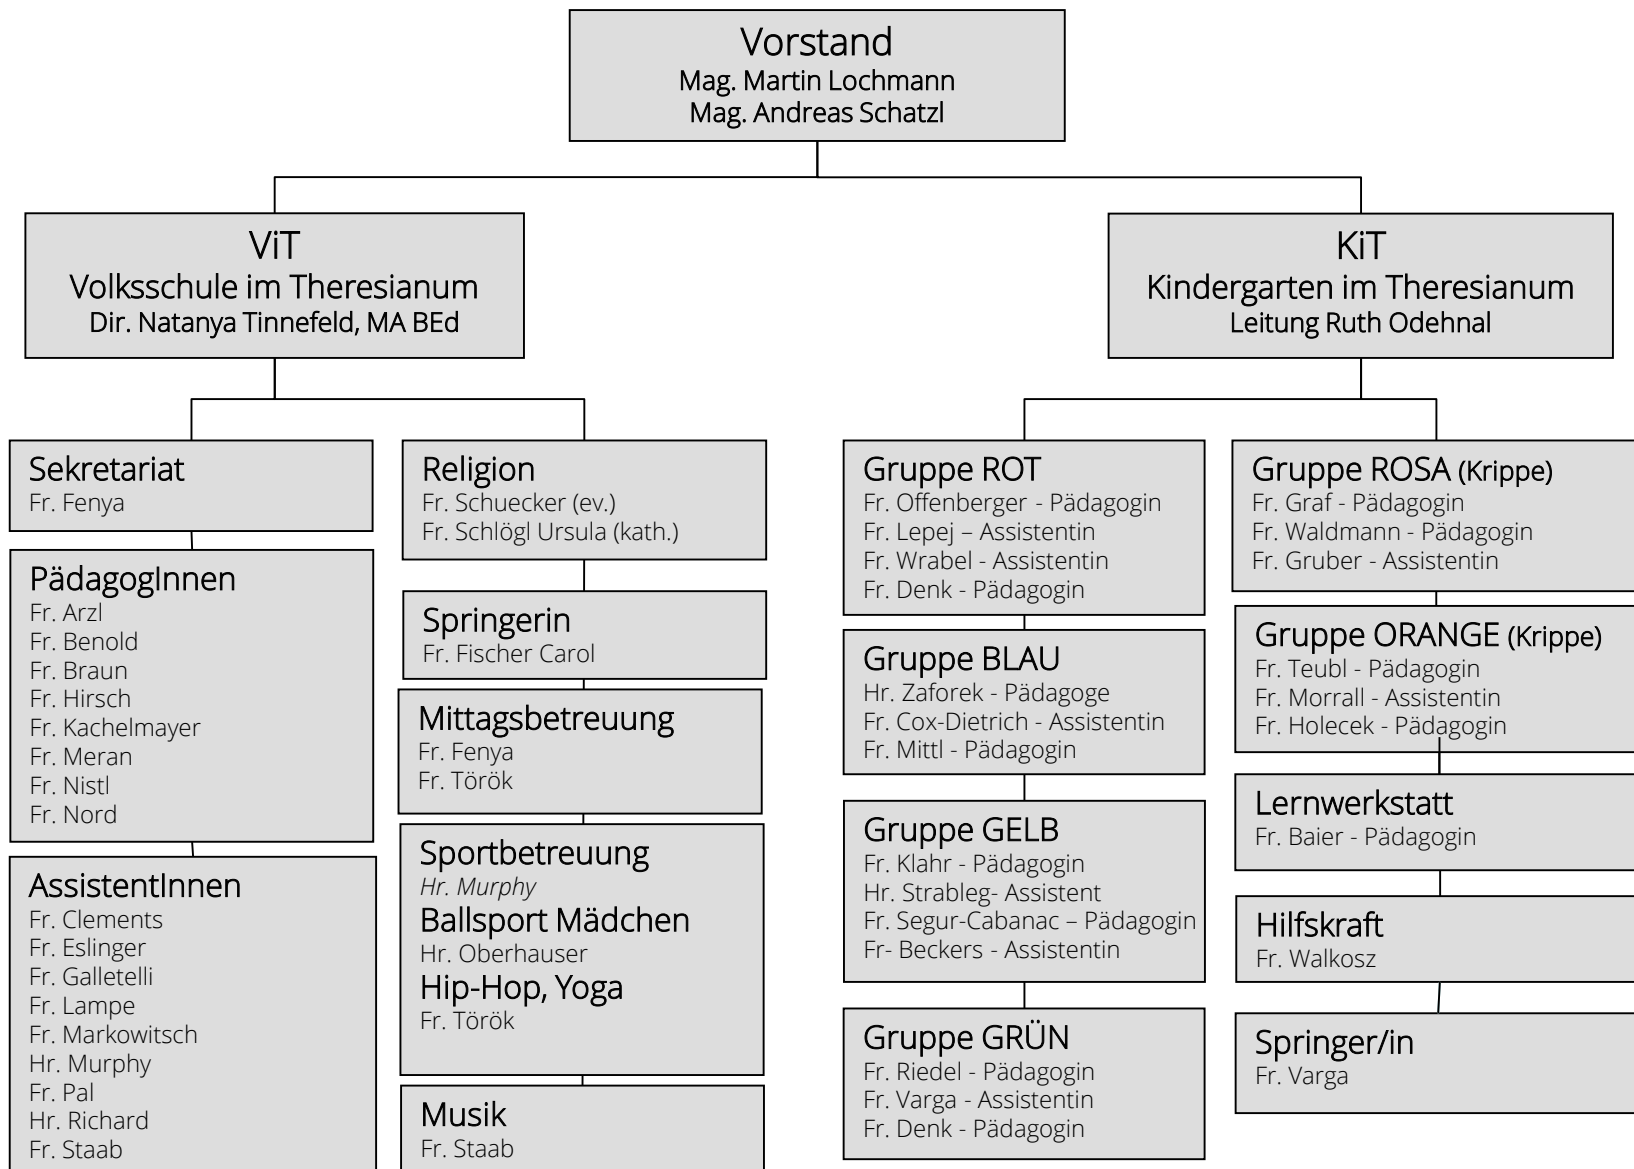 Vorstand
Mag. Martin Lochmann
Mag. Andreas Schatzl
ViT
Volksschule im Theresianum
Dir. Natanya Tinnefeld, MA BEd
KiT
Kindergarten im Theresianum
Leitung Ruth Odehnal
Sekretariat
Fr. Fenya
PädagogInnen
Fr. Arzl
Fr. Benold
Fr. Braun
Fr. Hirsch
Fr. Kachelmayer
Fr. Meran
Fr. Nistl
Fr. Nord
AssistentInnen
Fr. Clements
Fr. Eslinger
Fr. Galletelli
Fr. Lampe
Fr. Markowitsch
Hr. Murphy
Fr. Pal
Hr. Richard
Fr. Staab
Religion
Fr. Schuecker (ev.)
Fr. Schlögl Ursula (kath.)
Springerin
Fr. Fischer Carol
Mittagsbetreuung
Fr. Fenya
Fr. Török
Sportbetreuung
Hr. Murphy
Ballsport Mädchen
Hr. Oberhauser
Hip-Hop, Yoga
Fr. Török
Musik
Fr. Staab
Gruppe ROT
Fr. Offenberger - Pädagogin
Fr. Lepej – Assistentin
Fr. Wrabel - Assistentin
Fr. Denk - Pädagogin
Gruppe BLAU
Hr. Zaforek - Pädagoge
Fr. Cox-Dietrich - Assistentin
Fr. Mittl - Pädagogin
Gruppe GELB
Fr. Klahr - Pädagogin
Hr. Strableg- Assistent
Fr. Segur-Cabanac – Pädagogin
Fr- Beckers - Assistentin
Gruppe GRÜN
Fr. Riedel - Pädagogin
Fr. Varga - Assistentin
Fr. Denk - Pädagogin
Gruppe ROSA (Krippe)
Fr. Graf - Pädagogin
Fr. Waldmann - Pädagogin
Fr. Gruber - Assistentin
Gruppe ORANGE (Krippe)
Fr. Teubl - Pädagogin
Fr. Morrall - Assistentin
Fr. Holecek - Pädagogin
Lernwerkstatt
Fr. Baier - Pädagogin
Hilfskraft
Fr. Walkosz
Springer/in
Fr. Varga